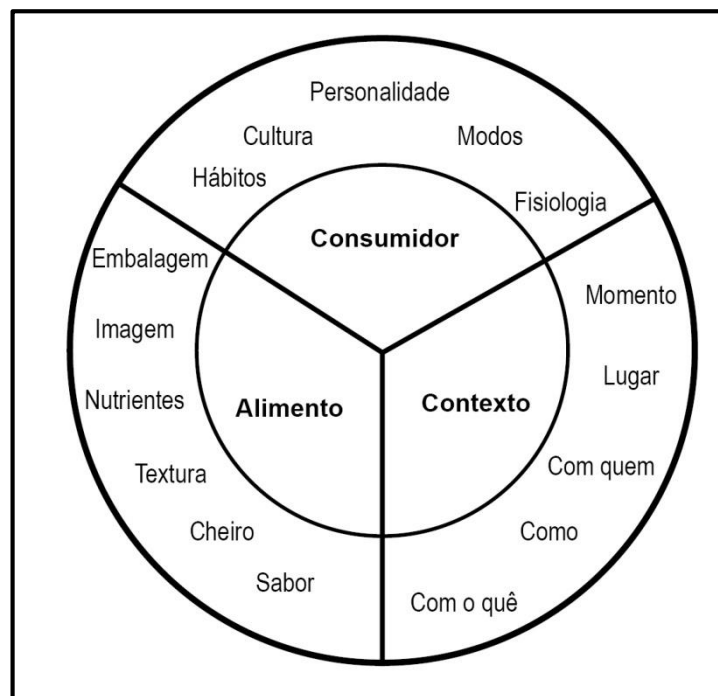 Personalidade
Cultura
Modos
Hábitos
Fisiologia
Consumidor
Embalagem
Imagem
Nutrientes
Textura
Cheiro
Sabor
Alimento
Contexto
Momento
Lugar
Com quem
Como
Com o quê